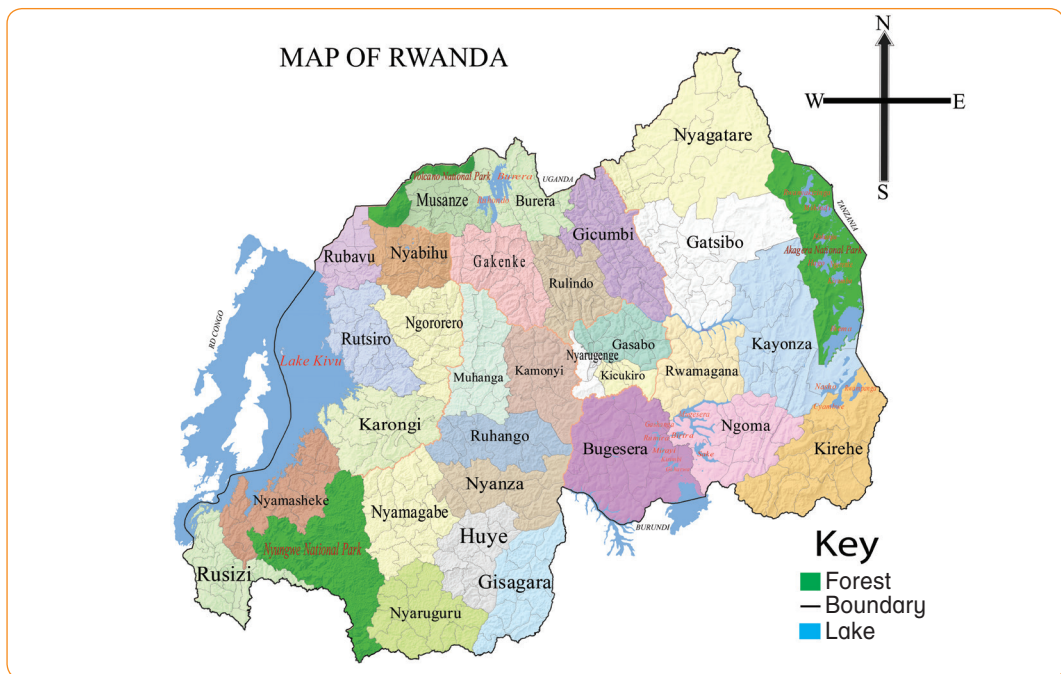 MAP OF RWANDA
N
W
E
S
Nyagatare
Volcano National Park
Burera
UGANDA
Musanze
Burera
TANZANIA
Gicumbi
Gatsibo
Akagera National Park
Rubavu
Nyabihu
Gakenke
Rulindo
RD CONGO
Rutsiro
Ngororero
Lake Kivu
Gasabo
Kayonza
Nyarugenge
Muhanga
Kamonyi
Kicukiro
Rwamagana
Karongi
Ruhango
Bugesera
Ngoma
Kirehe
Nyanza
Nyamasheke
Nyamagabe
BURUNDI
Huye
Nyungwe National Park
Rusizi
Gisagara
Nyaruguru
Key
Forest
Boundary
Lake